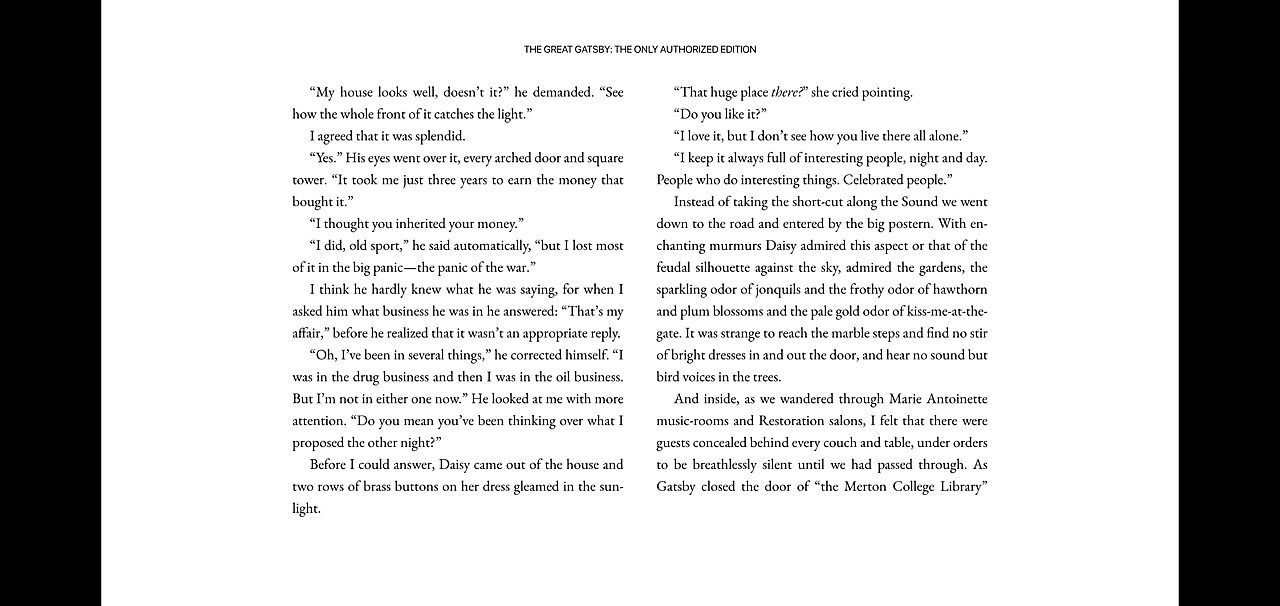 THE GREAT GATSBY: THE ONLY AUTHORIZED EDITION
“My house looks well, doesn’t it?” he demanded. “See
how the whole front of it catches the light.”
I agreed that it was splendid.
“Yes.” His eyes went over it, every arched door and square
tower. “It took me just three years to earn the money that
bought it.”
“I thought you inherited your money.”
“I did, old sport,” he said automatically, “but I lost most
of it in the big panic—the panic of the war.”
I think he hardly knew what he was saying, for when I
asked him what business he was in he answered: “That’s my
affair,” before he realized that it wasn’t an appropriate reply.
“Oh, I’ve been in several things,” he corrected himself. “I
was in the drug business and then I was in the oil business.
But I’m not in either one now.” He looked at me with more
attention. “Do you mean you’ve been thinking over what I
proposed the other night?”
Before I could answer, Daisy came out of the house and
two rows of brass buttons on her dress gleamed in the sun-
light.
“That huge place there?” she cried pointing.
“Do you like it?”
“I love it, but I don’t see how you live there all alone.”
“I keep it always full of interesting people, night and day.
People who do interesting things. Celebrated people.”
Instead of taking the short-cut along the Sound we went
down to the road and entered by the big postern. With en-
chanting murmurs Daisy admired this aspect or that of the
feudal silhouette against the sky, admired the gardens, the
sparkling odor of jonquils and the frothy odor of hawthorn
and plum blossoms and the pale gold odor of kiss-me-at-the-
gate. It was strange to reach the marble steps and find no stir
of bright dresses in and out the door, and hear no sound but
bird voices in the trees.
And inside, as we wandered through Marie Antoinette
music-rooms and Restoration salons, I felt that there were
guests concealed behind every couch and table, under orders
to be breathlessly silent until we had passed through. As
Gatsby closed the door of “the Merton College Library”